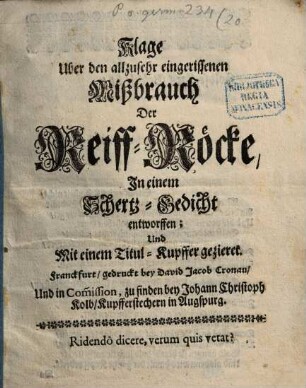 P. o. germ. 234 (20
Klage
Uber den allzusehr eingerissenen
Mißbrauch
Der
Reiff-Röcke,
In einem
Schertz-Gedicht
entworffen;
Und
Mit einem Titul-Kupffer gezieret.
Franckfurt/ gedruckt bey David Jacob Cronau/
Und in Com̃ission, zu finden bey Johann Christoph
Kolb/ Kupfferstechern in Augspurg.
Ridendò dicere, verum quis vetat?
BIBLIOTHECA
REGIA
MONACENSIS